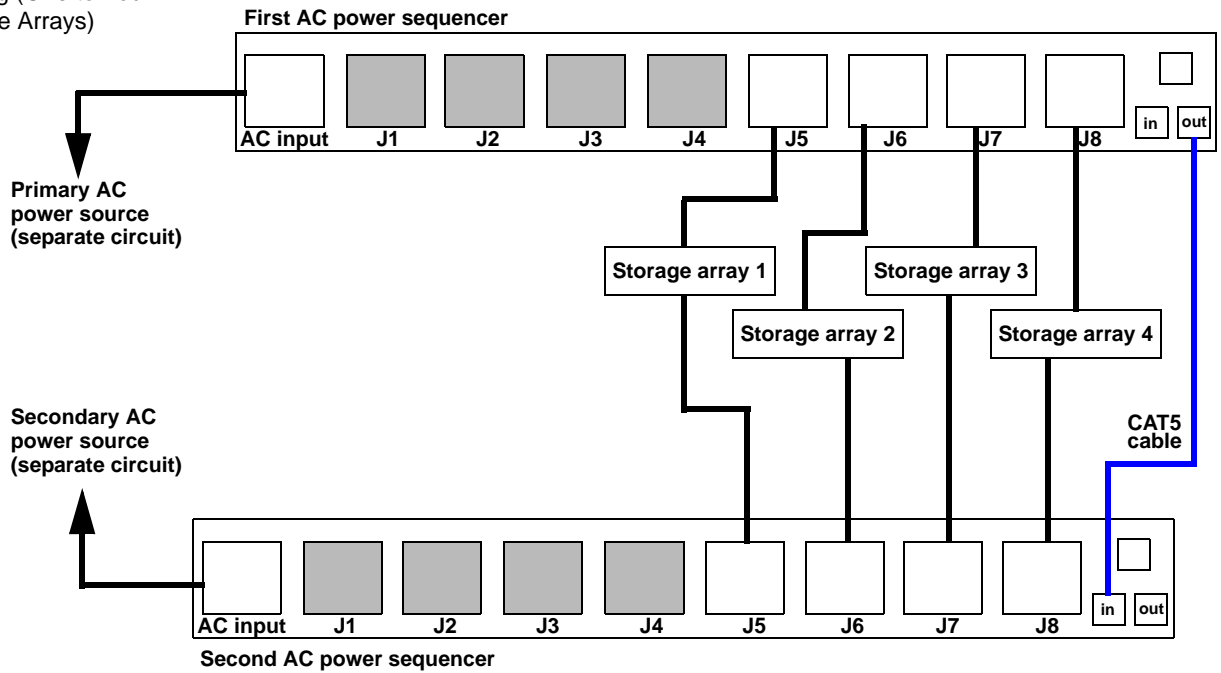 e Arrays)
First AC power sequencer
AC input J1 J2 J3 J4 J5 J6 J7 J8 in out
Primary AC
power source
(separate circuit)
Storage array 1
Storage array 3
Storage array 2
Storage array 4
Secondary AC
power source
(separate circuit)
CAT5
cable
AC input J1 J2 J3 J4 J5 J6 J7 J8 in out
Second AC power sequencer